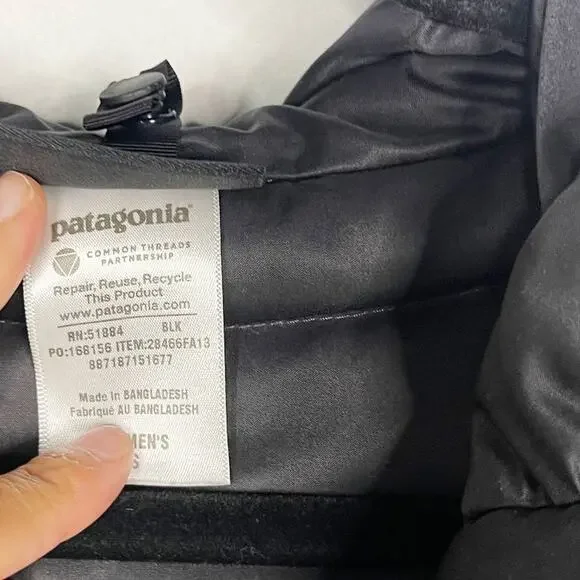 patagonia®
COMMON THREADS
PARTNERSHIP
Repair, Reuse, Recycle
This Product
www.patagonia.com
RN:51884 BLK
PO:168156 ITEM:28466FA13
887187151677
Made in BANGLADESH
Fabriqué AU BANGLADESH
MEN'S
S